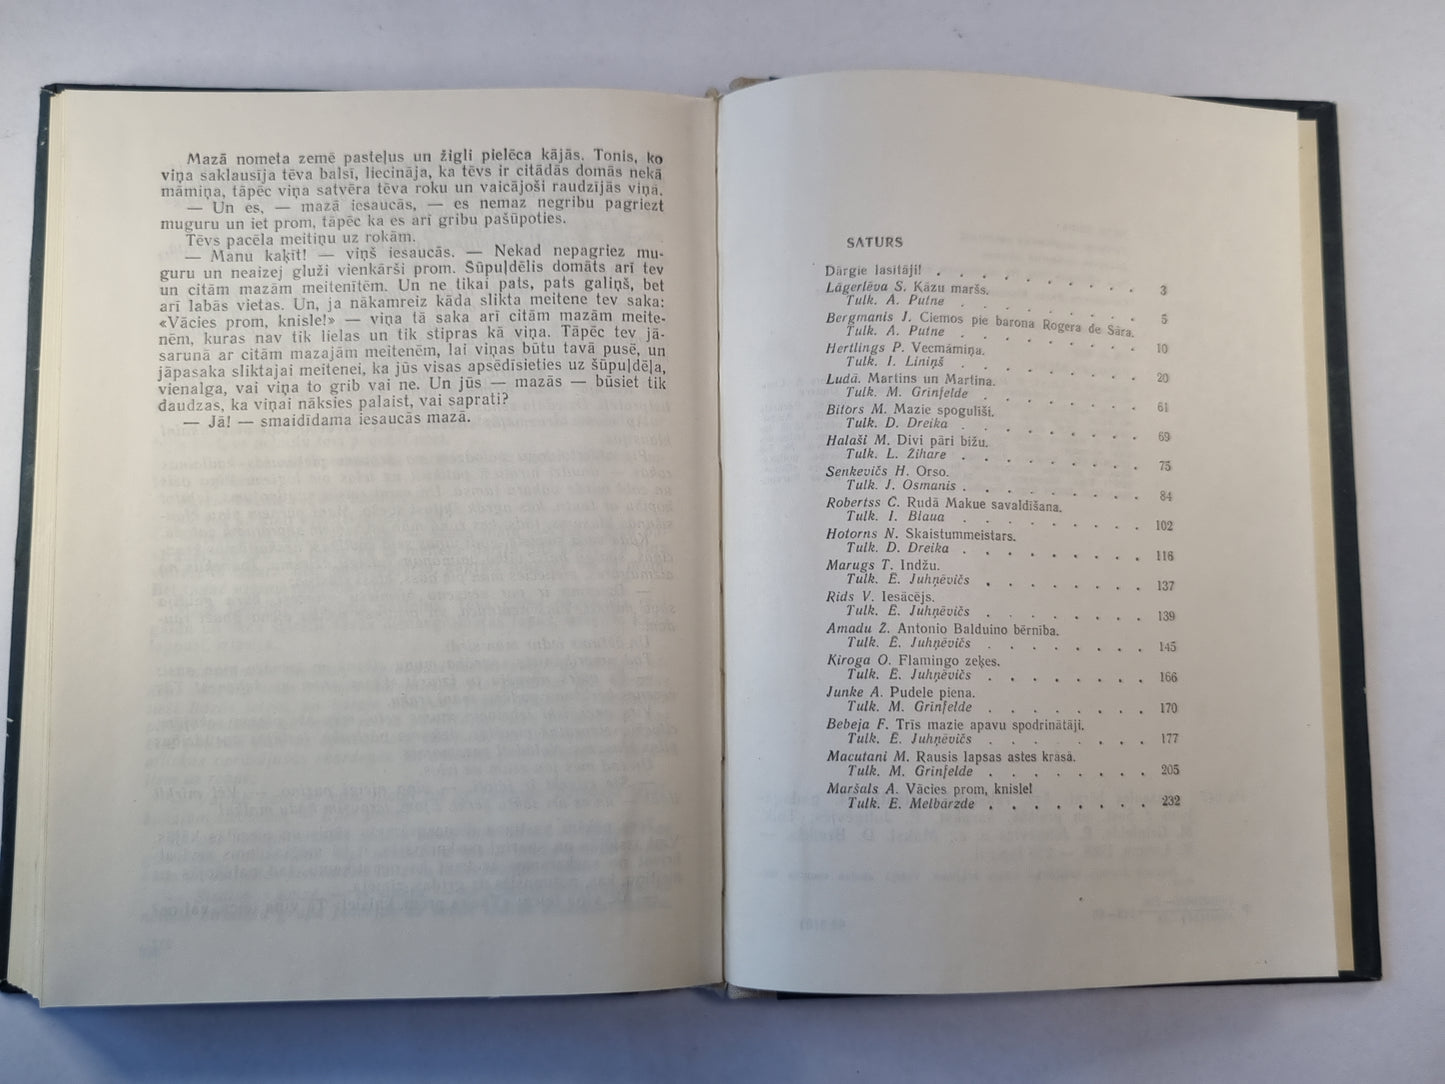 Mazā nometa zemē pasteļus un žigli pielēca kājās. Tonis, ko
viņa saklausīja tēva balsī, liecināja, ka tēvs ir citādās domās nekā
māmiņa, tāpēc viņa satvēra tēva roku un vaicājoši raudzījās viņā.
— Un es, — mazā iesaucās, — es nemaz negribu pagriezt
muguru un iet prom, tāpēc ka es arī gribu pašūpoties.
Tēvs pacēla meitiņu uz rokām.
— Manu kaķīt! — viņš iesaucās. — Nekad nepagriez mu-
guru un neaizej gluži vienkārši prom. Šūpuļdēlis domāts arī tev
un citām mazām meitenītēm. Un ne tikai pats, pats galiņš, bet
arī labās vietas. Un, ja nākamreiz kāda slikta meitene tev saka:
«Vācies prom, knisle!» — viņa tā saka arī citām mazām meite-
nēm, kuras nav tik lielas un tik stipras kā viņa. Tāpēc tev jā-
sarunā ar citām mazajām meitenēm, lai viņas būtu tavā pusē, un
jāpasaka sliktajai meitenei, ka jūs visas apsēdīsieties uz šūpuļdēļa,
vienalga, vai viņa to grib vai ne. Un jūs — mazās — būsiet tik
daudzas, ka viņai nāksies palaist, vai saprati?
— Jā! — smaidīdama iesaucās mazā.
SATURS
Dārgie lasītāji! . . . . . . . . 3
Lāgerlēva S. Kāzu maršs.
Tulk. A. Putne . . . . . . . . 5
Bergmanis J. Ciemos pie barona Rogera de Sāra.
Tulk. A. Putne . . . . . . . . 10
Hertlings P. Vecmāmiņa.
Tulk. I. Liniņš . . . . . . . . 20
Ludā. Martins un Martina.
Tulk. M. Grinfelde . . . . . . . 61
Bitors M. Mazie spogulīši.
Tulk. D. Dreika . . . . . . . . 69
Halaši M. Divi pāri bižu.
Tulk. L. Žihare . . . . . . . . 75
Senkevičs H. Orso.
Tulk. J. Osmanis . . . . . . . . 84
Robertss Č. Rudā Makue savaldīšana.
Tulk. I. Blaua . . . . . . . . 102
Hotorns N. Skaistummeistars.
Tulk. D. Dreika . . . . . . . . 116
Marugs T. Indžu.
Tulk. Ē. Juhņēvičs . . . . . . . 137
Rids V. Iesācējs.
Tulk. Ē. Juhņēvičs . . . . . . . 139
Amadu Ž. Antonio Balduino bērnība.
Tulk. Ē. Juhņēvičs . . . . . . . 145
Kiroga O. Flamingo zeķes.
Tulk. Ē. Juhņēvičs . . . . . . . 166
Junke A. Pudele piena.
Tulk. M. Grinfelde . . . . . . . 170
Bebeja F. Trīs mazie apavu spodrinātāji.
Tulk. Ē. Juhņēvičs . . . . . . . 177
Macutani M. Rausis lapsas astes krāsā.
Tulk. M. Grinfelde . . . . . . . 205
Maršals A. Vācies prom, knisle!
Tulk. E. Melbārzde . . . . . . . 232